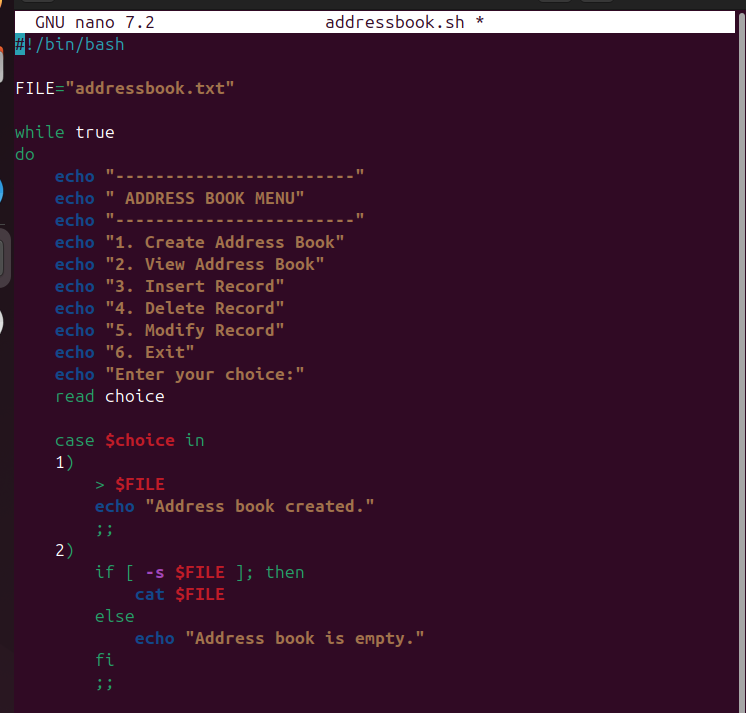 GNU nano 7.2 addressbook.sh *
#!/bin/bash
FILE="addressbook.txt"
while true
do
echo "------------------------"
echo " ADDRESS BOOK MENU"
echo "------------------------"
echo "1. Create Address Book"
echo "2. View Address Book"
echo "3. Insert Record"
echo "4. Delete Record"
echo "5. Modify Record"
echo "6. Exit"
echo "Enter your choice:"
read choice
case $choice in
1)
> $FILE
echo "Address book created."
;;
2)
if [ -s $FILE ]; then
cat $FILE
else
echo "Address book is empty."
fi
;;